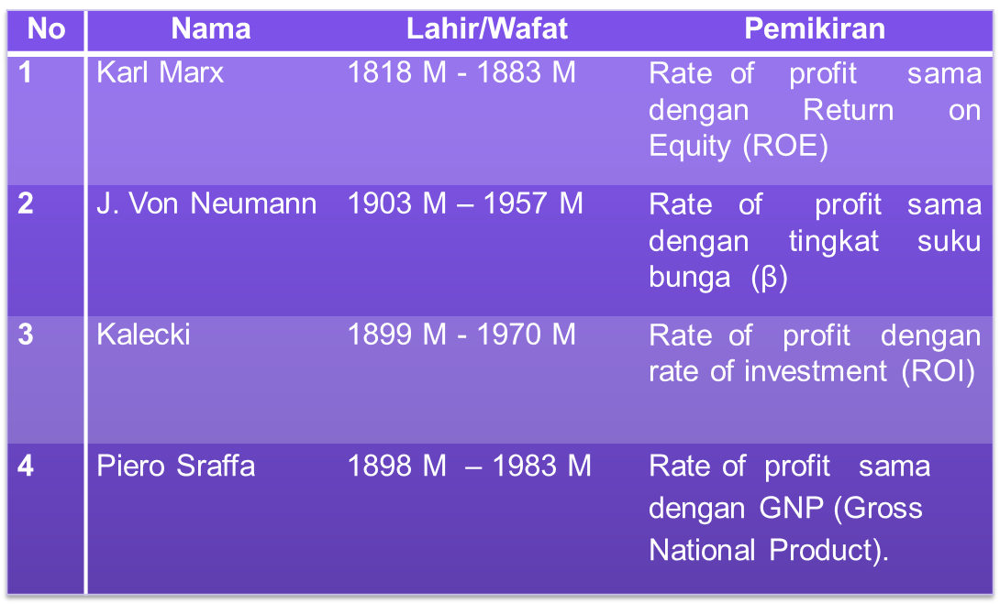 No Nama Lahir/Wafat Pemikiran
1 Karl Marx 1818 M - 1883 M Rate of profit sama
dengan Return on
Equity (ROE)
2 J. Von Neumann 1903 M – 1957 M Rate of profit sama
dengan tingkat suku
bunga (β)
3 Kalecki 1899 M - 1970 M Rate of profit dengan
rate of investment (ROI)
4 Piero Sraffa 1898 M – 1983 M Rate of profit sama
dengan GNP (Gross
National Product).